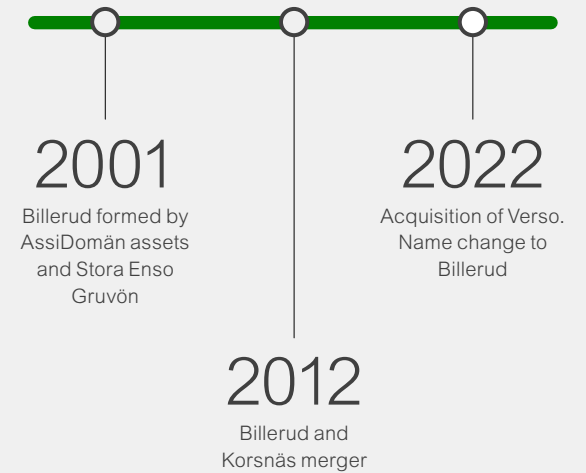 2001
Billerud formed by
AssiDomän assets
and Stora Enso
Gruvön
2012
Billerud and
Korsnäs merger
2022
Acquisition of Verso.
Name change to
Billerud